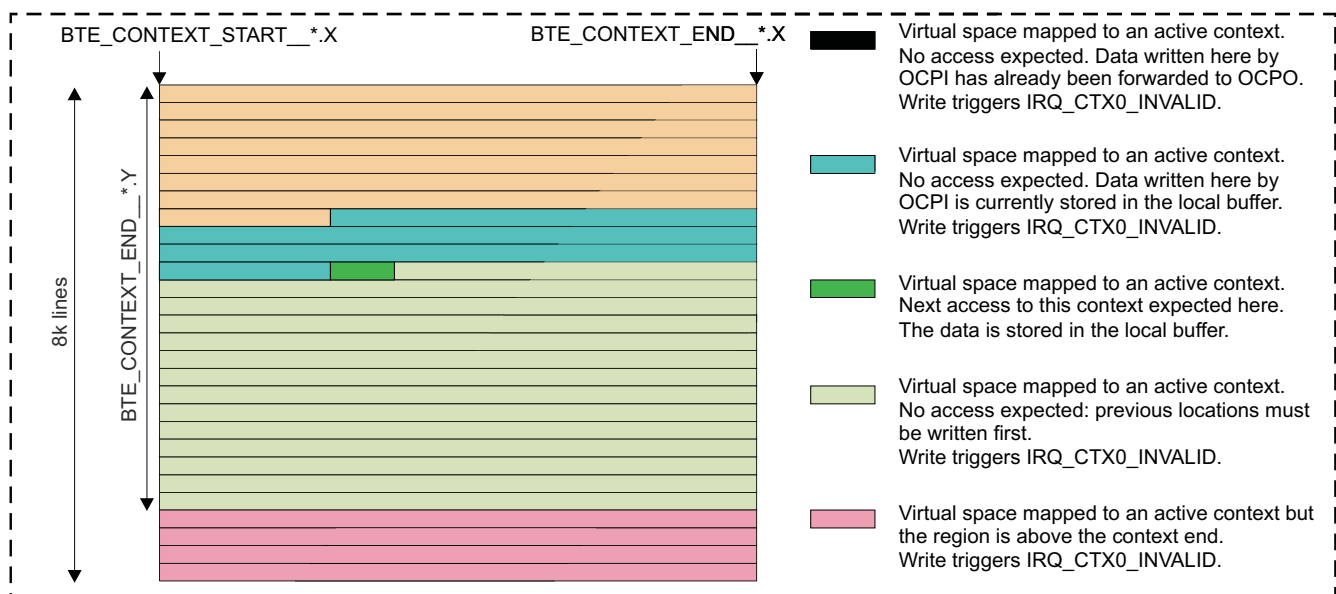 BTE_CONTEXT_START__*.X
BTE_CONTEXT_END__*.X
8k lines
BTE_CONTEXT_END__*.Y
Virtual space mapped to an active context.
No access expected. Data written here by
OCPI has already been forwarded to OCPO.
Write triggers IRQ_CTX0_INVALID.
Virtual space mapped to an active context.
No access expected. Data written here by
OCPI is currently stored in the local buffer.
Write triggers IRQ_CTX0_INVALID.
Virtual space mapped to an active context.
Next access to this context expected here.
The data is stored in the local buffer.
Virtual space mapped to an active context.
No access expected: previous locations must
be written first.
Write triggers IRQ_CTX0_INVALID.
Virtual space mapped to an active context but
the region is above the context end.
Write triggers IRQ_CTX0_INVALID.